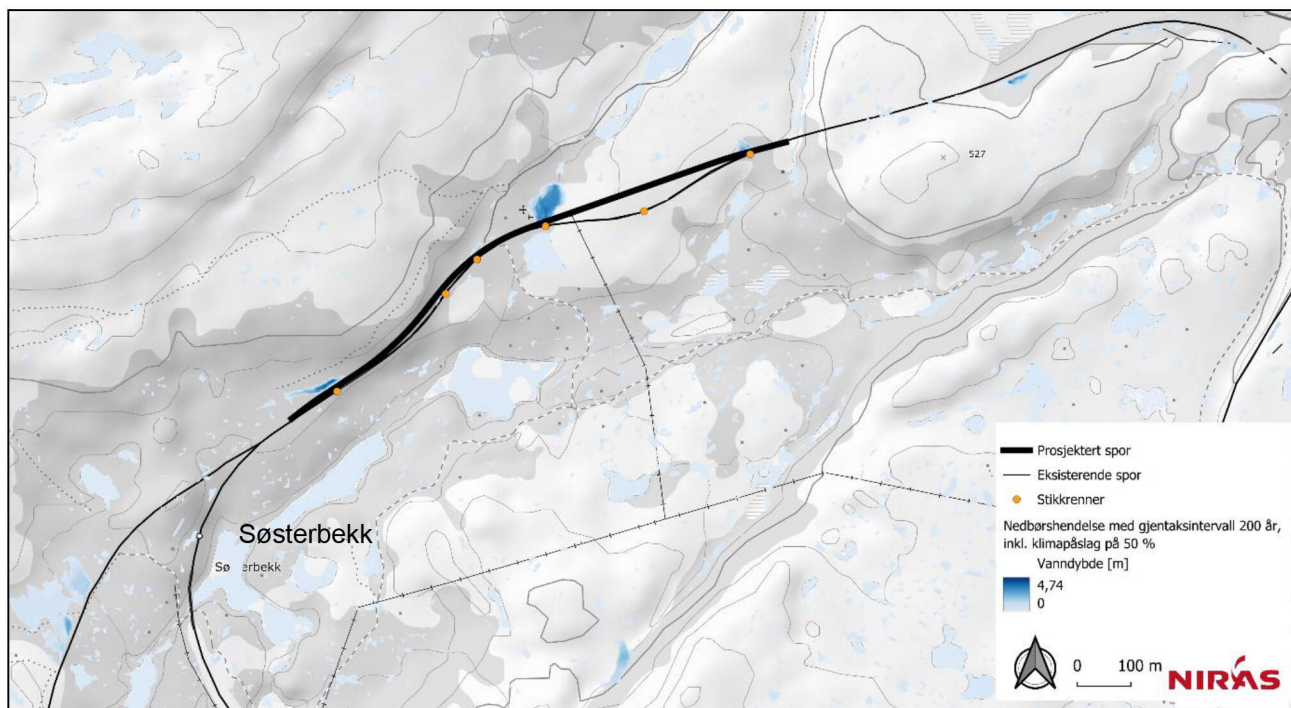 527
Søsterbekk
Sø erbekk
Prosjektert spor
Eksisterende spor
Stikkrenner
Nedbørshendelse med gjentaksintervall 200 år,
inkl. klimapåslag på 50 %
Vanndybde [m]
4,74
0
0 100 m
NIRAS